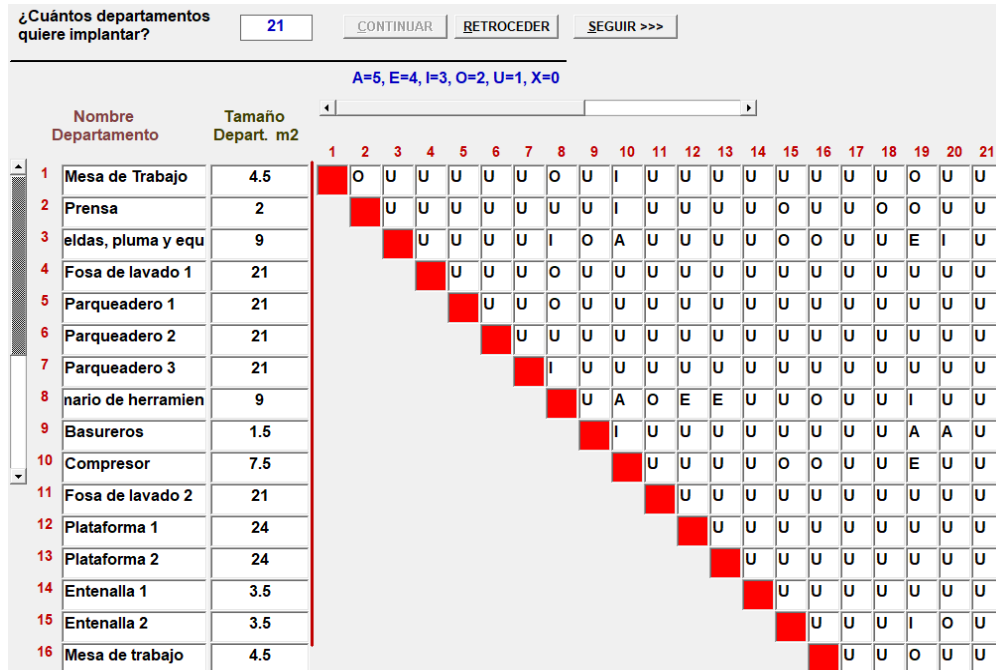 ¿Cuántos departamentos
quiere implantar?
21
CONTINUAR
RETROCEDER
SEGUIR >>>
A=5, E=4, I=3, O=2, U=1, X=0
Nombre
Departamento
Tamaño
Depart. m2
1 2 3 4 5 6 7 8 9 10 11 12 13 14 15 16 17 18 19 20 21
1 Mesa de Trabajo 4.5 O U U U U U O U I U U U U U U U U O U U
2 Prensa 2 U U U U U U U I U U U U O U U O O U U
3 eldas, pluma y equ 9 U U U U I O A U U U U O O U U E I U
4 Fosa de lavado 1 21 U U U O U U U U U U U U U U U U U
5 Parqueadero 1 21 U U O U U U U U U U U U U U U U
6 Parqueadero 2 21 U U U U U U U U U U U U U U U
7 Parqueadero 3 21 I U U U U U U U U U U U U U
8 nario de herramien 9 U A O E E U U O U U I U U
9 Basureros 1.5 I U U U U U U U U A A U
10 Compresor 7.5 U U U U O O U U E U U
11 Fosa de lavado 2 21 U U U U U U U U U U
12 Plataforma 1 24 U U U U U U U U U
13 Plataforma 2 24 U U U U U U U U
14 Entenalla 1 3.5 U U U U U U U
15 Entenalla 2 3.5 U U U I O U
16 Mesa de trabajo 4.5 U U O U U